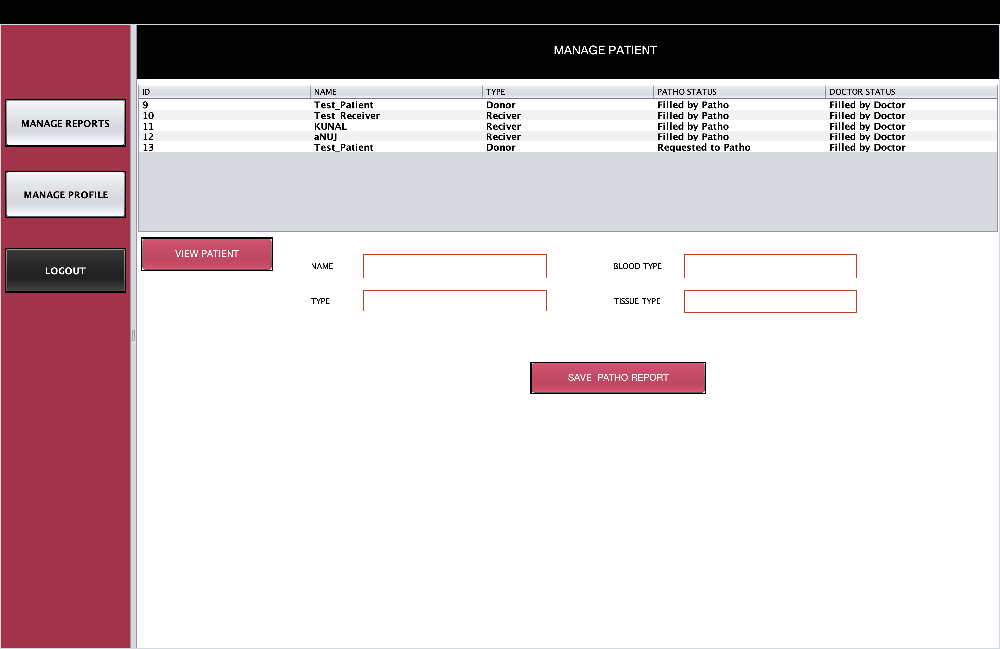 MANAGE PATIENT
MANAGE REPORTS
MANAGE PROFILE
LOGOUT
ID NAME TYPE PATHO STATUS DOCTOR STATUS
9 Test_Patient Donor Filled by Patho Filled by Doctor
10 Test_Receiver Reciver Filled by Patho Filled by Doctor
11 KUNAL Reciver Filled by Patho Filled by Doctor
12 aNUJ Reciver Filled by Patho Filled by Doctor
13 Test_Patient Donor Requested to Patho Filled by Doctor
VIEW PATIENT
NAME BLOOD TYPE
TYPE TISSUE TYPE
SAVE  PATHO REPORT